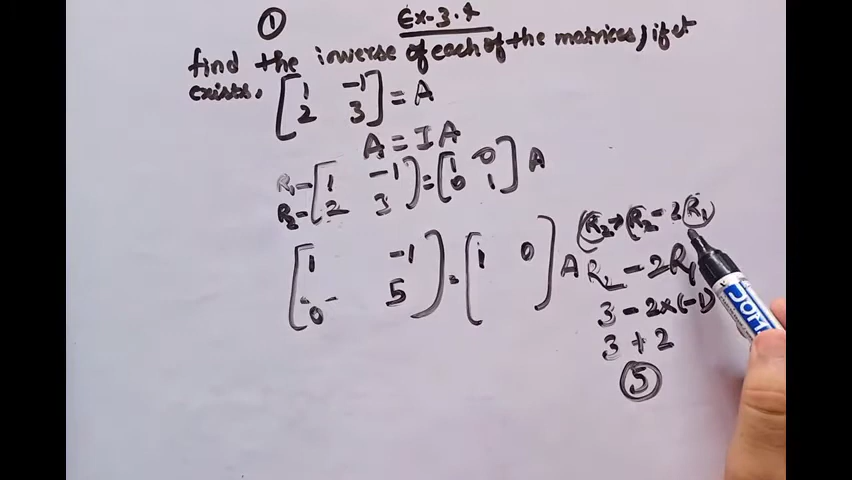 ① Ex-3.4
find the inverse of each of the matrices, if it
exists. [1 -1
2 3] = A
A = IA
R₁- [1 -1
R₂- 2 3] = [1 0
0 1] A
[1 -1
0 5] = [1 0
] A
R₂→R₂-2R₁
R₂-2R₁
3-2×(-1)
3+2
5
JOM